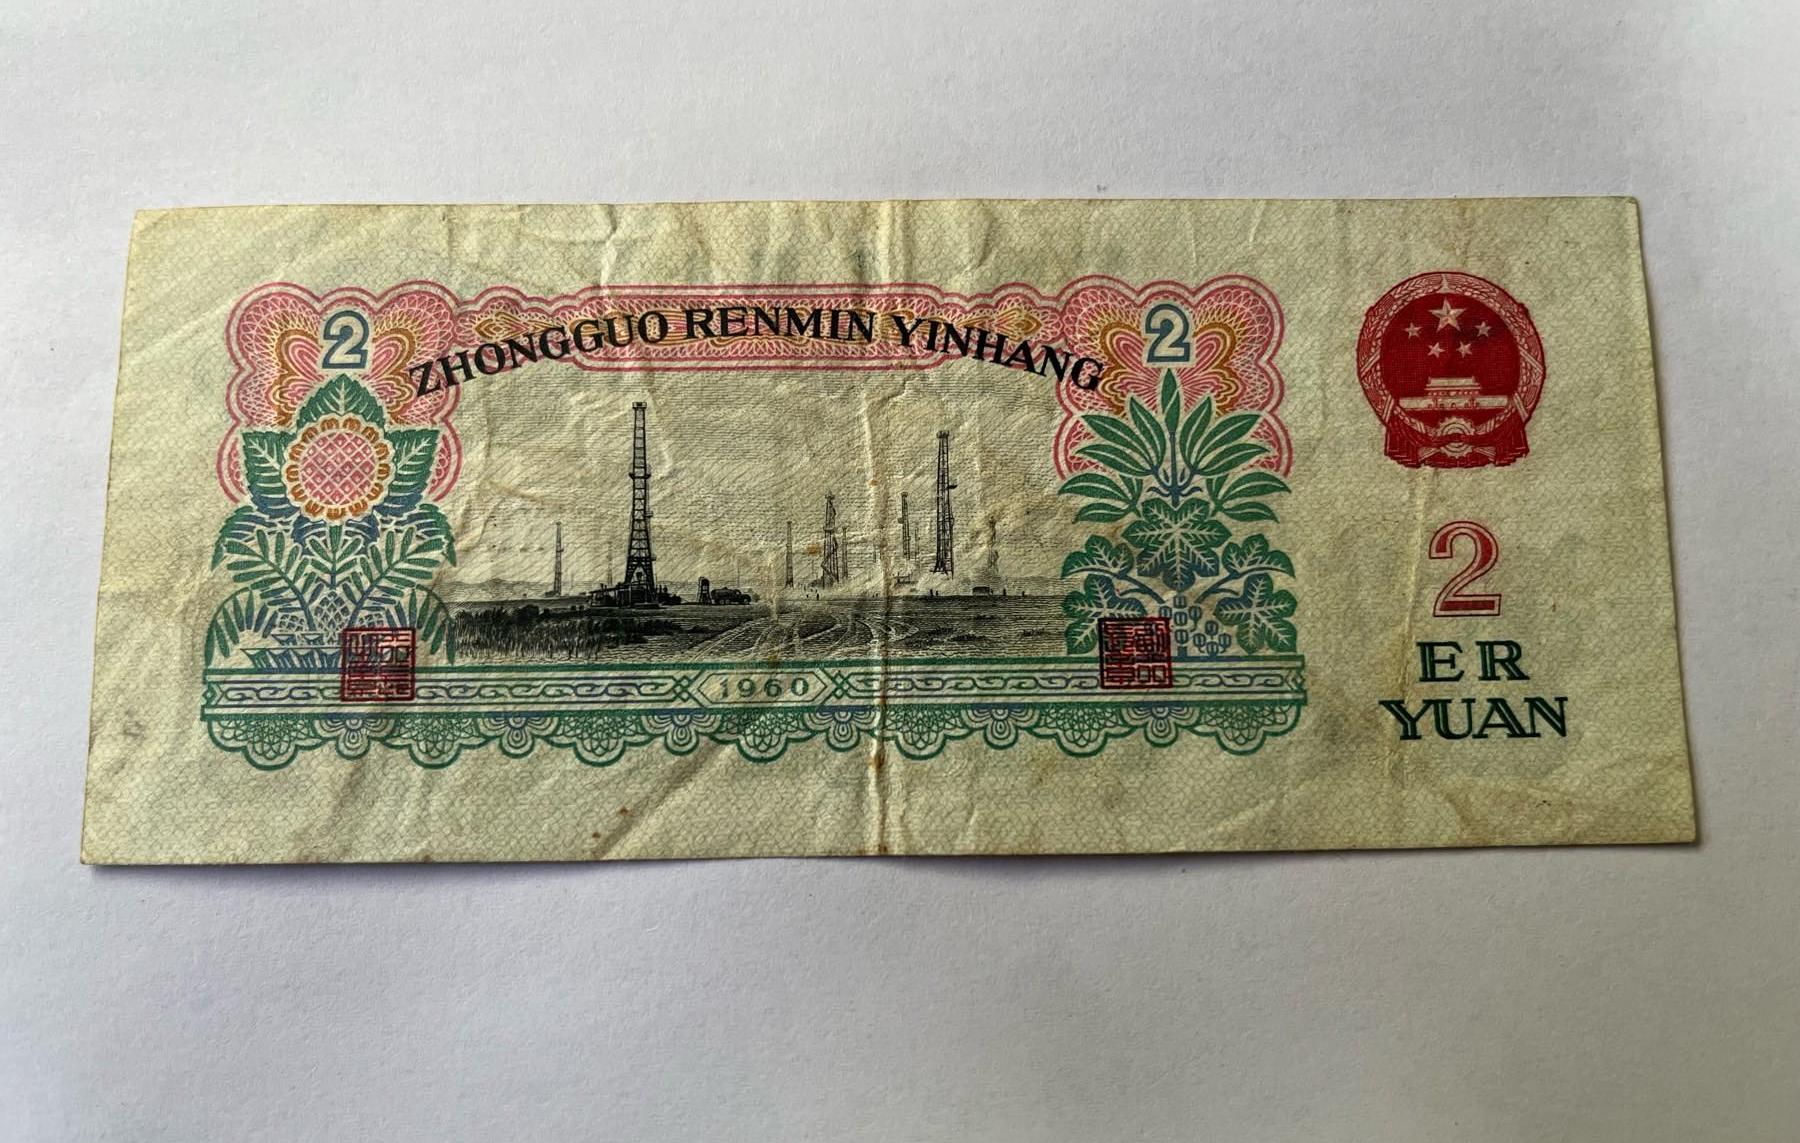 2
ZHONGGUO RENMIN YINHANG
2
1960
2
ER
YUAN